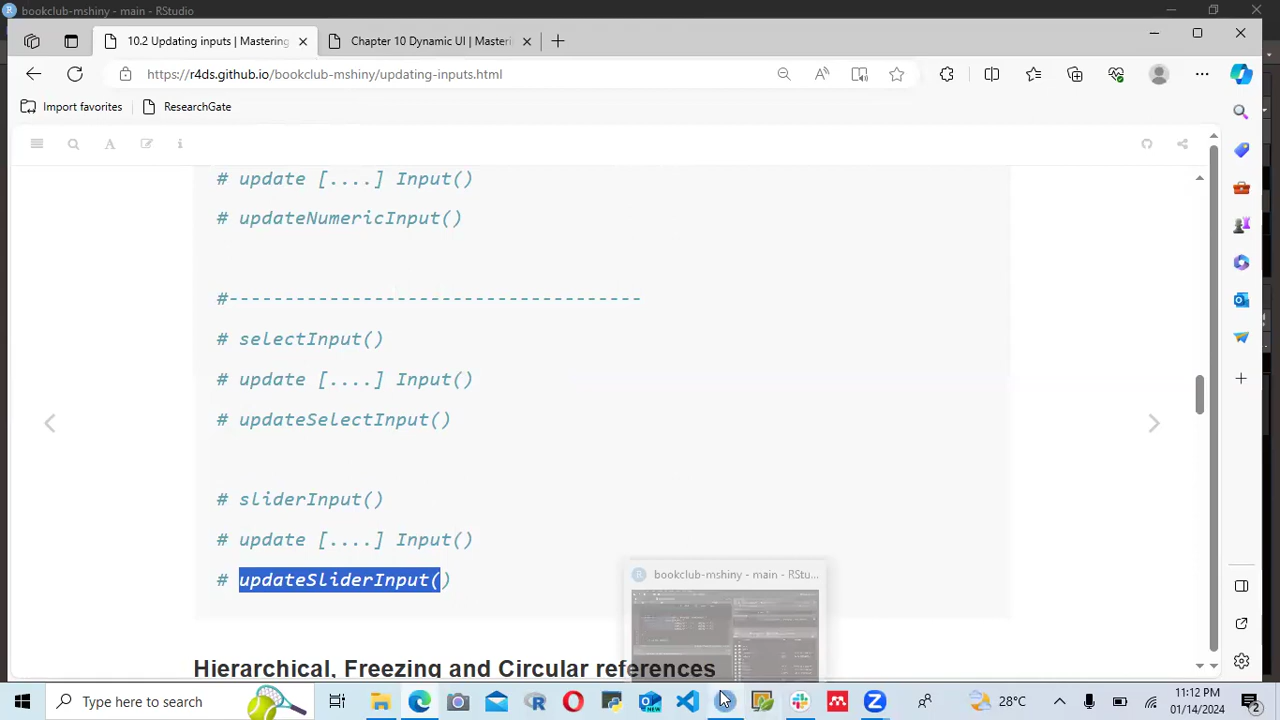 bookclub-mshiny - main - RStudio
10.2 Updating inputs | Mastering
Chapter 10 Dynamic UI | Masteri
https://r4ds.github.io/bookclub-mshiny/updating-inputs.html
Import favorites
ResearchGate
# update [....] Input()
# updateNumericInput()
#-------------------------------------
# selectInput()
# update [....] Input()
# updateSelectInput()
# sliderInput()
# update [....] Input()
# updateSliderInput()
bookclub-mshiny - main - RStu...
Hierarchical, Freezing and Circular references
Type here to search
28°C
11:12 PM
01/14/2024